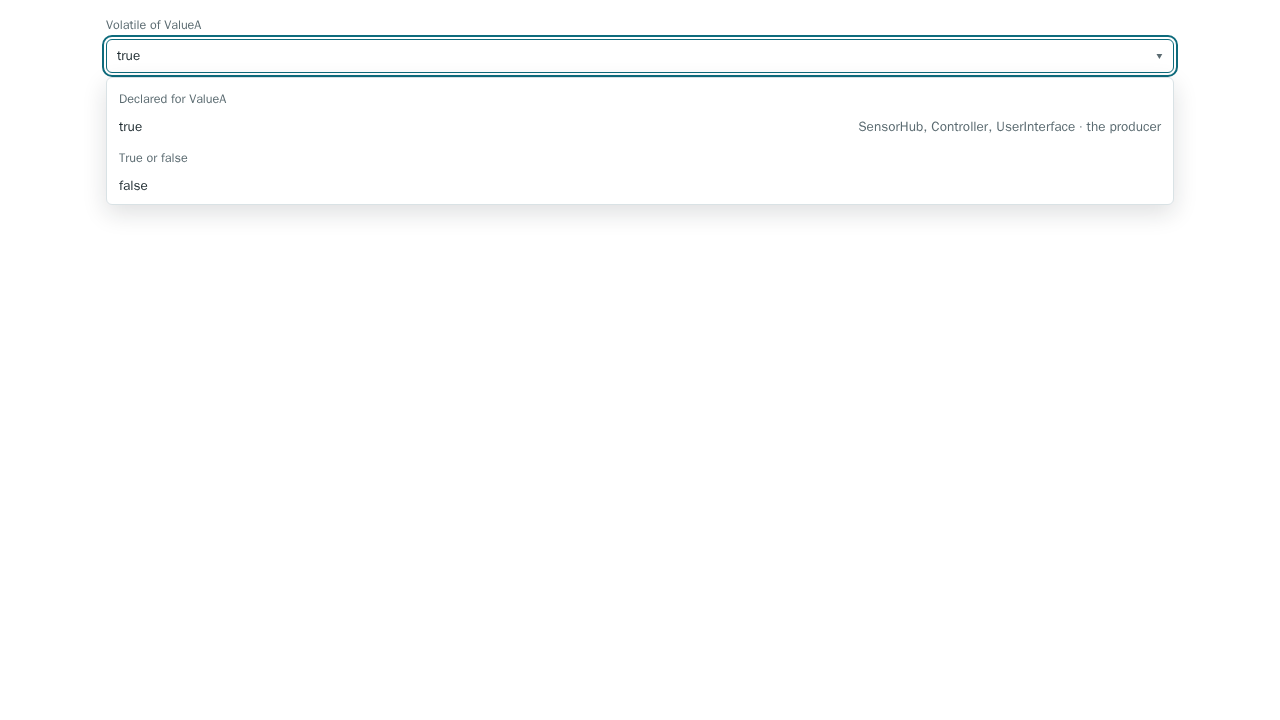 Volatile of ValueA
true
Declared for ValueA
true SensorHub, Controller, UserInterface · the producer
True or false
false